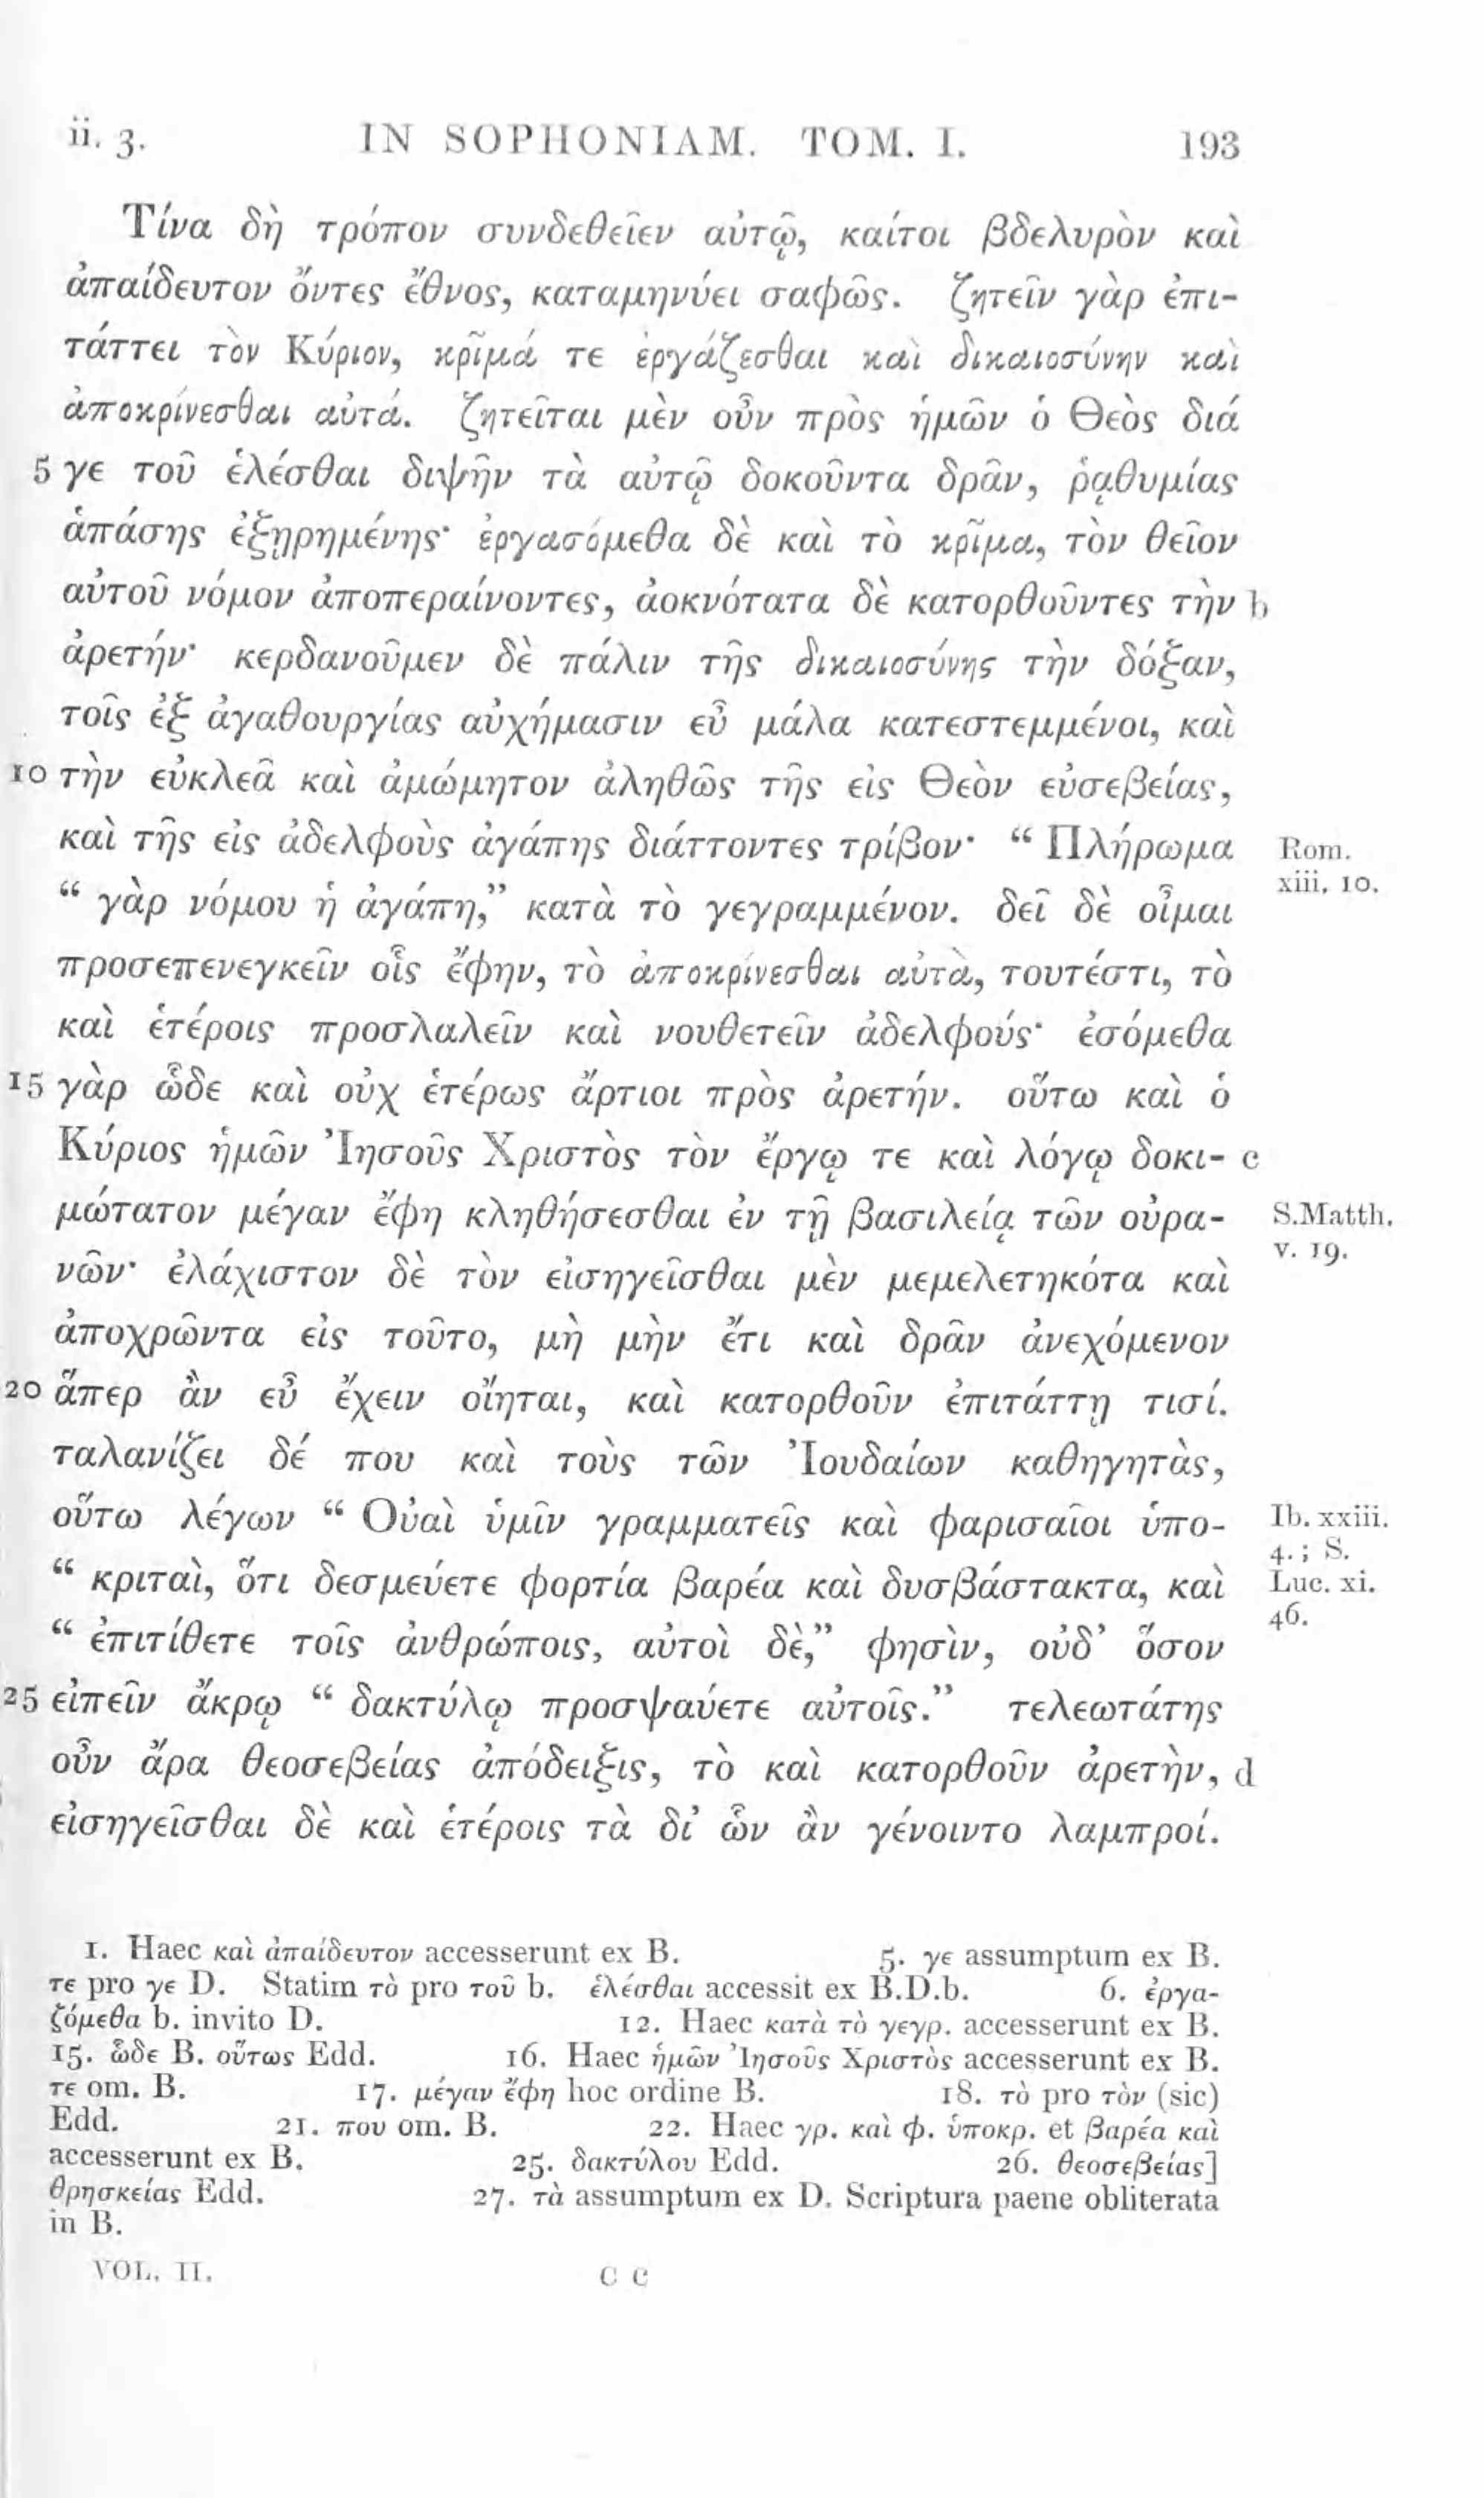 ii. 3. IN SOPHONIAM. TOM. I. 193
Τίνα δὴ τρόπον συνδεθεῖεν αὐτῷ, καίτοι βδελυρὸν καὶ
ἀπαίδευτον ὄντες ἔθνος, καταμηνύει σαφῶς. ζητεῖν γὰρ ἐπι-
τάττει τὸν Κύριον, κρῖμά τε ἐργάζεσθαι καὶ δικαιοσύνην καὶ
ἀποκρίνεσθαι αὐτά. ζητεῖται μὲν οὖν πρὸς ἡμῶν ὁ Θεὸς διά
5 γε τοῦ ἑλέσθαι διψῆν τὰ αὐτῷ δοκοῦντα δρᾶν, ῥᾳθυμίας
ἁπάσης ἐξῃρημένης· ἐργασόμεθα δὲ καὶ τὸ κρῖμα, τὸν θεῖον
αὐτοῦ νόμον ἀποπεραίνοντες, ἀοκνότατα δὲ κατορθοῦντες τὴν b
ἀρετήν· κερδανοῦμεν δὲ πάλιν τῆς δικαιοσύνης τὴν δόξαν,
τοῖς ἐξ ἀγαθουργίας αὐχήμασιν εὖ μάλα κατεστεμμένοι, καὶ
10 τὴν εὐκλεᾶ καὶ ἀμώμητον ἀληθῶς τῆς εἰς Θεὸν εὐσεβείας,
καὶ τῆς εἰς ἀδελφοὺς ἀγάπης διάττοντες τρίβον· “ Πλήρωμα Rom.
“ γὰρ νόμου ἡ ἀγάπη,” κατὰ τὸ γεγραμμένον. δεῖ δὲ οἶμαι xiii. 10.
προσεπενεγκεῖν οἷς ἔφην, τὸ ἀποκρίνεσθαι αὐτὰ, τουτέστι, τὸ
καὶ ἑτέροις προσλαλεῖν καὶ νουθετεῖν ἀδελφούς· ἐσόμεθα
15 γὰρ ὧδε καὶ οὐχ ἑτέρως ἄρτιοι πρὸς ἀρετήν. οὕτω καὶ ὁ
Κύριος ἡμῶν Ἰησοῦς Χριστὸς τὸν ἔργῳ τε καὶ λόγῳ δοκι- c
μώτατον μέγαν ἔφη κληθήσεσθαι ἐν τῇ βασιλείᾳ τῶν οὐρα- S.Matth.
νῶν· ἐλάχιστον δὲ τὸν εἰσηγεῖσθαι μὲν μεμελετηκότα καὶ v. 19.
ἀποχρῶντα εἰς τοῦτο, μὴ μὴν ἔτι καὶ δρᾶν ἀνεχόμενον
20 ἅπερ ἂν εὖ ἔχειν οἴηται, καὶ κατορθοῦν ἐπιτάττῃ τισί.
ταλανίζει δέ που καὶ τοὺς τῶν Ἰουδαίων καθηγητὰς,
οὕτω λέγων “ Οὐαὶ ὑμῖν γραμματεῖς καὶ φαρισαῖοι ὑπο- Ib. xxiii.
4. ; S.
“ κριταὶ, ὅτι δεσμεύετε φορτία βαρέα καὶ δυσβάστακτα, καὶ Luc. xi.
“ ἐπιτίθετε τοῖς ἀνθρώποις, αὐτοὶ δὲ,” φησὶν, οὐδ’ ὅσον 46.
25 εἰπεῖν ἄκρῳ “ δακτύλῳ προσψαύετε αὐτοῖς.” τελεωτάτης
οὖν ἄρα θεοσεβείας ἀπόδειξις, τὸ καὶ κατορθοῦν ἀρετὴν, d
εἰσηγεῖσθαι δὲ καὶ ἑτέροις τὰ δι’ ὧν ἂν γένοιντο λαμπροί.
1. Haec καὶ ἀπαίδευτον accesserunt ex B. 5. γε assumptum ex B.
τε pro γε D. Statim τὸ pro τοῦ b. ἑλέσθαι accessit ex B.D.b. 6. ἐργα-
ζόμεθα b. invito D. 12. Haec κατὰ τὸ γεγρ. accesserunt ex B.
15. ὧδε B. οὕτως Edd. 16. Haec ἡμῶν Ἰησοῦς Χριστὸς accesserunt ex B.
τε om. B. 17. μέγαν ἔφη hoc ordine B. 18. τὸ pro τὸν (sic)
Edd. 21. που om. B. 22. Haec γρ. καὶ φ. ὑποκρ. et βαρέα καὶ
accesserunt ex B. 25. δακτύλου Edd. 26. θεοσεβείας]
θρησκείας Edd. 27. τὰ assumptum ex D. Scriptura paene obliterata
in B.
VOL. II. C C